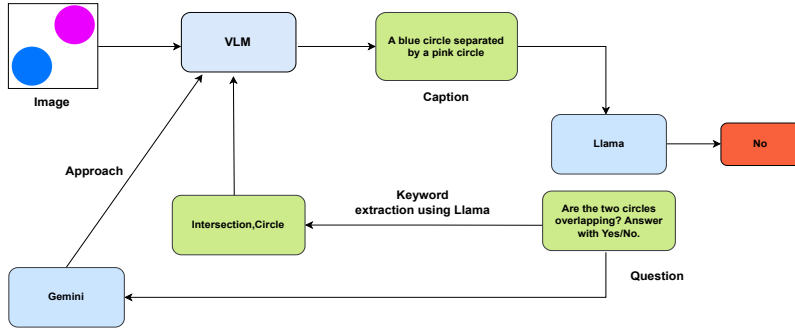 Image
VLM
A blue circle separated
by a pink circle
Caption
Llama
No
Approach
Keyword
extraction using Llama
Intersection,Circle
Are the two circles
overlapping? Answer
with Yes/No.
Question
Gemini